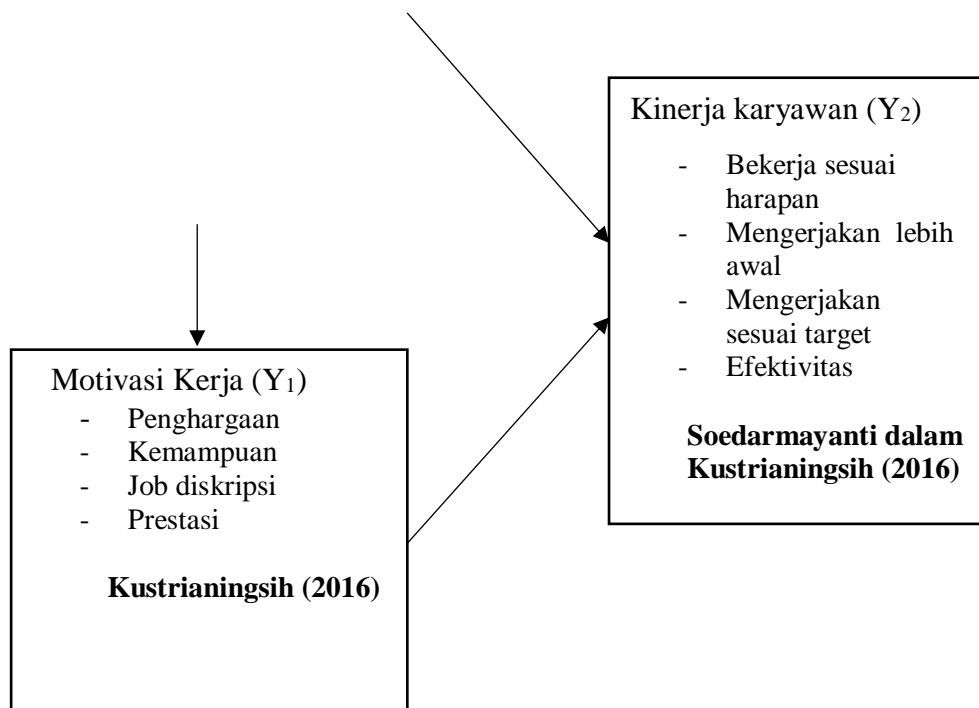 Kinerja karyawan (Y₂)
- Bekerja sesuai
harapan
- Mengerjakan lebih
awal
- Mengerjakan
sesuai target
- Efektivitas
Soedarmayanti dalam
Kustrianingsih (2016)
Motivasi Kerja (Y₁)
- Penghargaan
- Kemampuan
- Job diskripsi
- Prestasi
Kustrianingsih (2016)